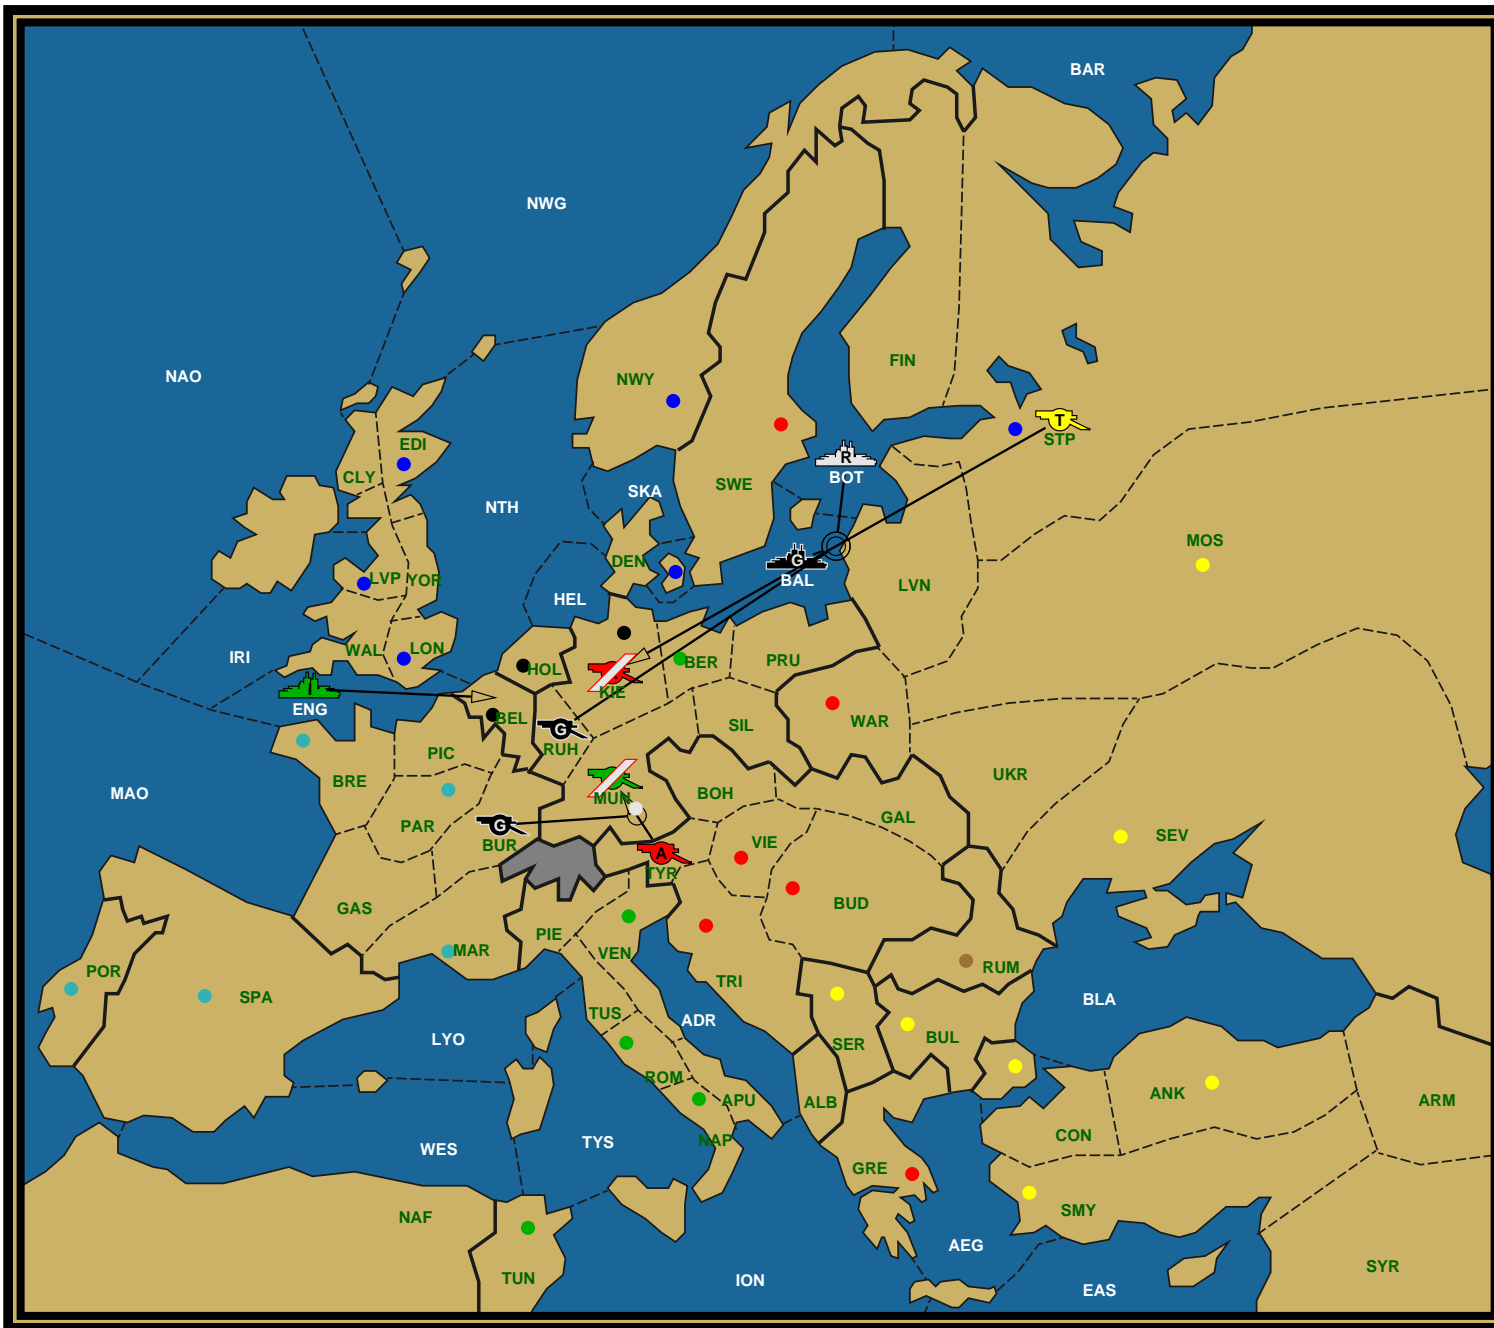 BAR
NWG
NAO
FIN
NWY
EDI
CLY
T
STP
R
BOT
SWE
SKA
NTH
MOS
DEN
G
BAL
LVN
LVP
YOR
HEL
IRI
WAL
LON
HOL
BER
PRU
KIE
I
ENG
BEL
G
RUH
WAR
SIL
PIC
BRE
MAO
UKR
MUN
BOH
GAL
PAR
G
BUR
VIE
SEV
A
TYR
BUD
GAS
PIE
VEN
MAR
POR
SPA
TRI
RUM
BLA
TUS
ADR
LYO
SER
BUL
ROM
APU
ALB
ANK
ARM
CON
NAP
TYS
WES
GRE
SMY
NAF
AEG
SYR
TUN
ION
EAS